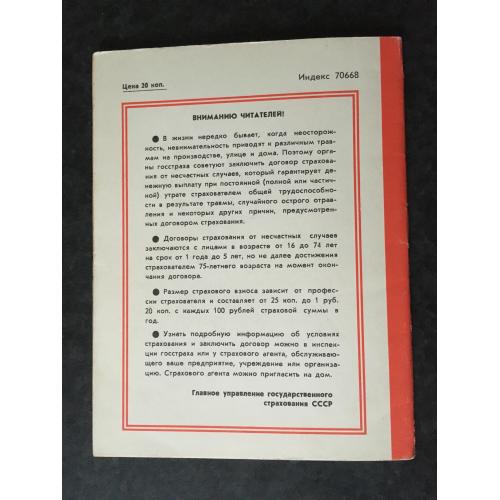 Цена 20 коп.
Индекс 70668
ВНИМАНИЮ ЧИТАТЕЛЕЙ!
● В жизни нередко бывает, когда неосторож-
ность, невнимательность приводят к различным трав-
мам на производстве, улице и дома. Поэтому орга-
ны госстраха советуют заключить договор страхова-
ния от несчастных случаев, который гарантирует де-
нежную выплату при постоянной (полной или частич-
ной) утрате страхователем общей трудоспособно-
сти в результате травмы, случайного острого отрав-
ления и некоторых других причин, предусмотрен-
ных договором страхования.
● Договоры страхования от несчастных случаев
заключаются с лицами в возрасте от 16 до 74 лет
на срок от 1 года до 5 лет, но не далее достижения
страхователем 75-летнего возраста на момент окон-
чания договора.
● Размер страхового взноса зависит от профес-
сии страхователя и составляет от 25 коп. до 1 руб.
20 коп. с каждых 100 рублей страховой суммы в
год.
● Узнать подробную информацию об условиях
страхования и заключить договор можно в инспек-
ции госстраха или у страхового агента, обслуживаю-
щего ваше предприятие, учреждение или организа-
цию. Страхового агента можно пригласить на дом.
Главное управление государственного
страхования СССР